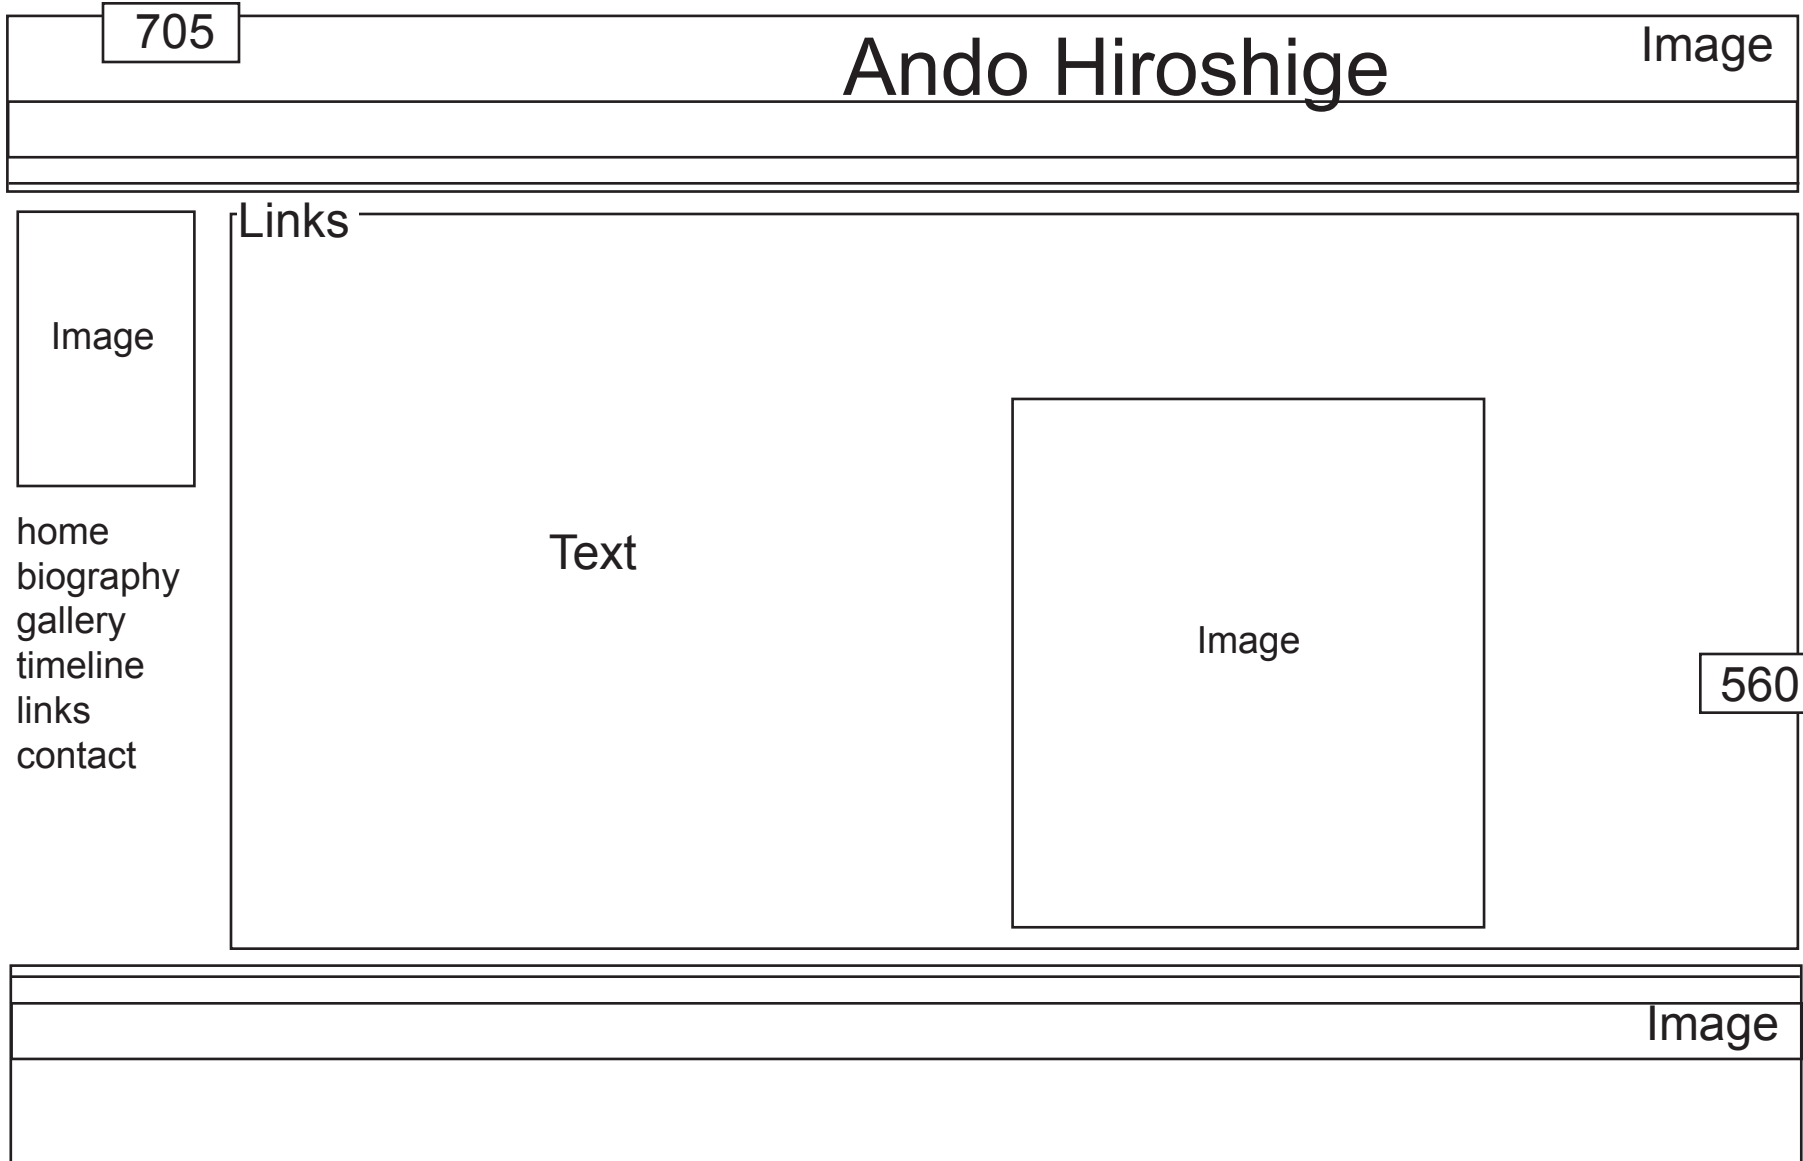 705
Ando Hiroshige
Image
Links
Image
home
biography
gallery
timeline
links
contact
Text
Image
560
Image